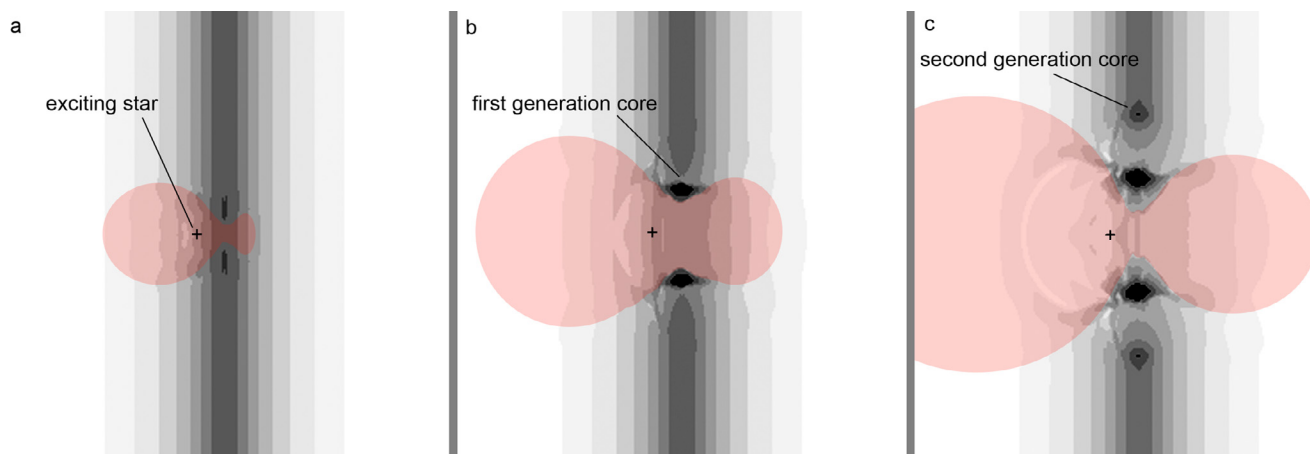 a
exciting star
b
first generation core
c
second generation core